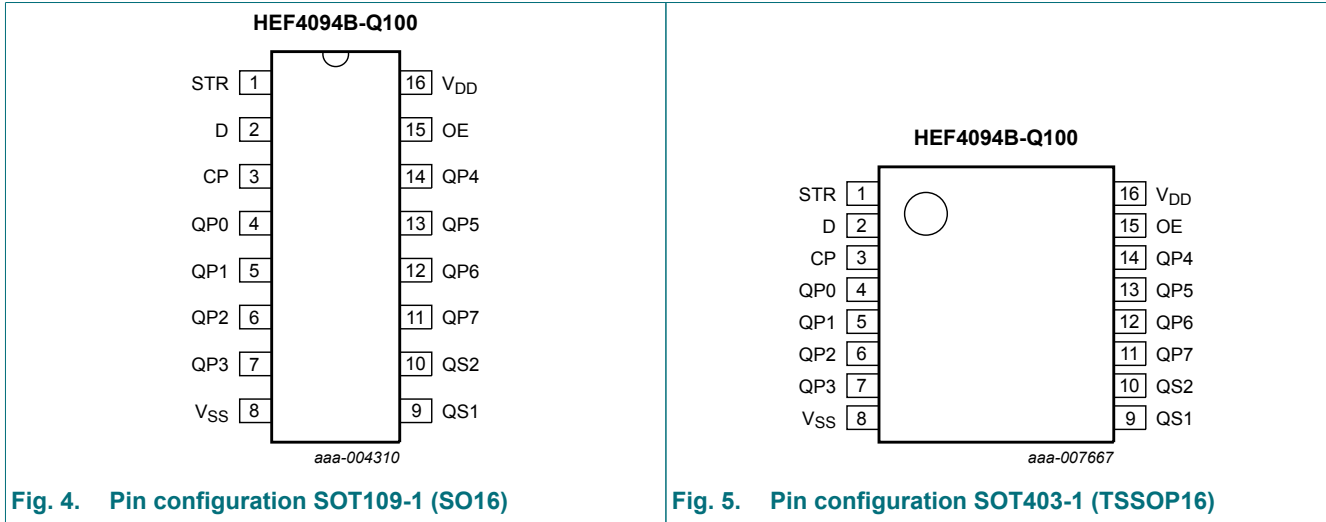 HEF4094B-Q100
STR 1 16 VDD
D 2 15 OE
CP 3 14 QP4
QP0 4 13 QP5
QP1 5 12 QP6
QP2 6 11 QP7
QP3 7 10 QS2
VSS 8 9 QS1
aaa-004310
Fig. 4. Pin configuration SOT109-1 (SO16)
HEF4094B-Q100
STR 1 16 VDD
D 2 15 OE
CP 3 14 QP4
QP0 4 13 QP5
QP1 5 12 QP6
QP2 6 11 QP7
QP3 7 10 QS2
VSS 8 9 QS1
aaa-007667
Fig. 5. Pin configuration SOT403-1 (TSSOP16)